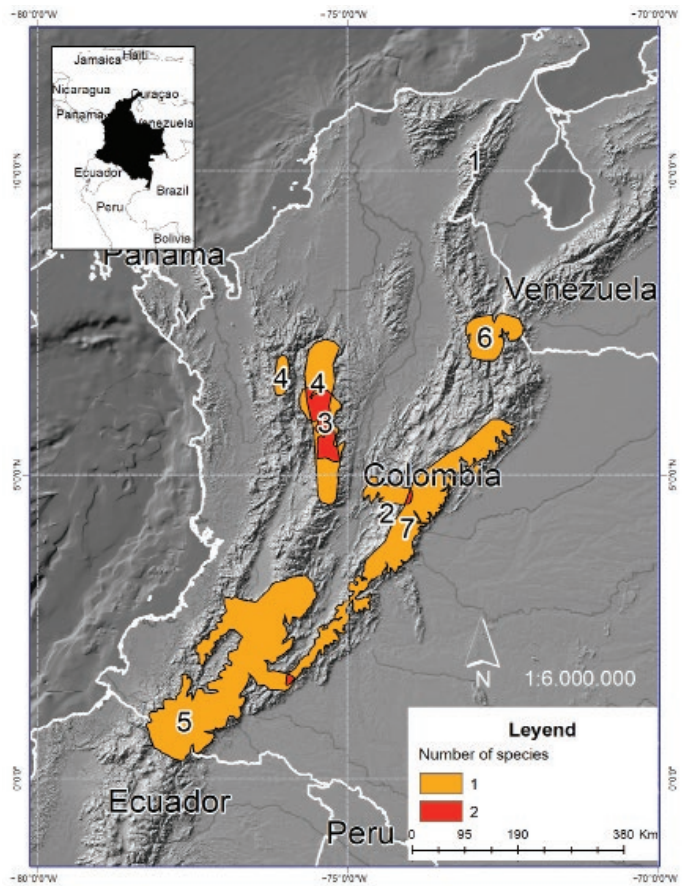 -80°0'0"W
-75°0'0"W
-70°0'0"W
Jamaica
Haiti
Nicaragua
Curaçao
Panama
Venezuela
Ecuador
Brazil
Peru
Bolivia
10°0'0"N
10°0'0"N
1
Panama
Venezuela
6
4
4
3
5°0'0"N
5°0'0"N
Colombia
2
7
N
1:6.000.000
5
Leyend
Number of species
1
2
0°0'0"
0°0'0"
Ecuador
Peru
0 95 190 380 Km
-80°0'0"W
-75°0'0"W
-70°0'0"W